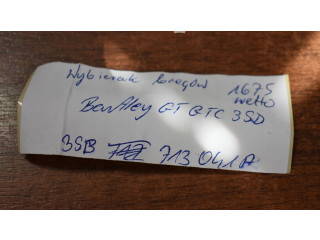 Wybierak biegów 1675 netto
Bentley GT GTC 3SD
3SB 713 041 A